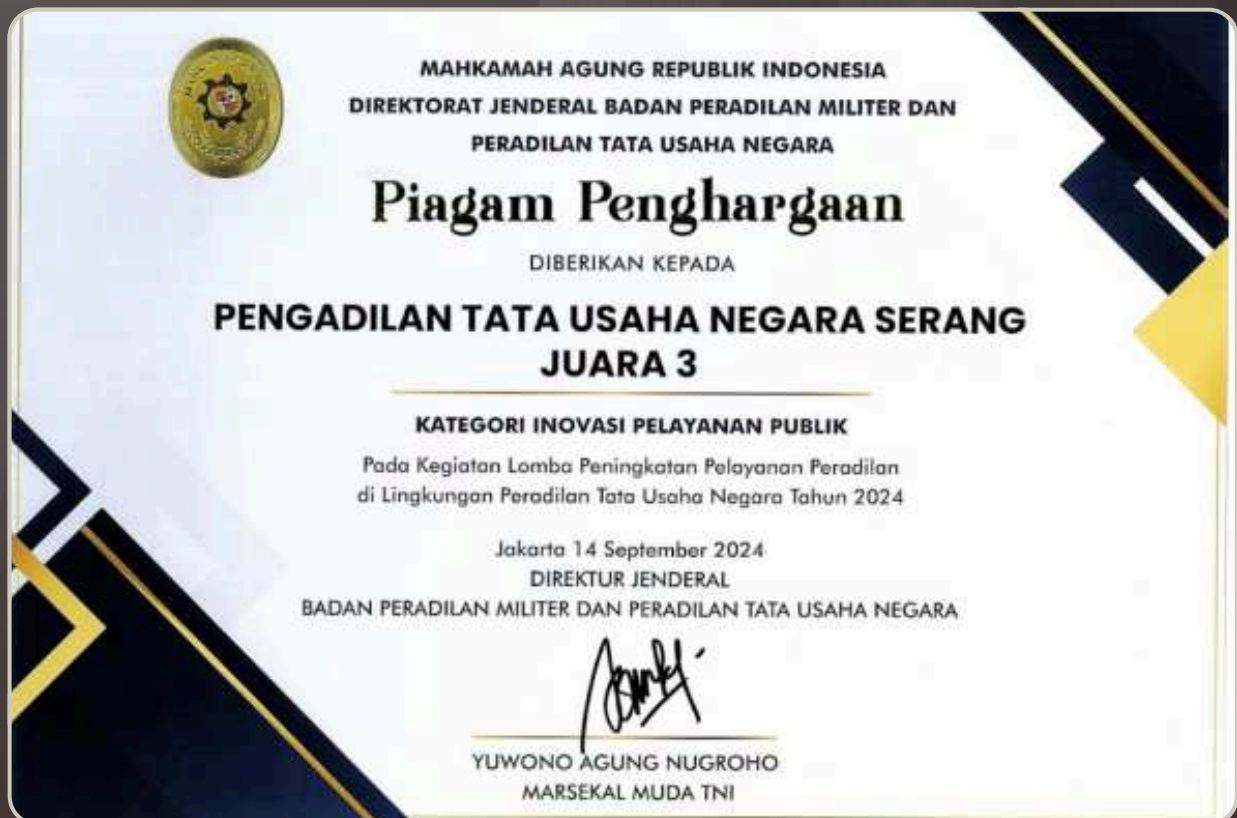 MAHKAMAH AGUNG REPUBLIK INDONESIA
DIREKTORAT JENDERAL BADAN PERADILAN MILITER DAN
PERADILAN TATA USAHA NEGARA
Piagam Penghargaan
DIBERIKAN KEPADA
PENGADILAN TATA USAHA NEGARA SERANG
JUARA 3
KATEGORI INOVASI PELAYANAN PUBLIK
Pada Kegiatan Lomba Peningkatan Pelayanan Peradilan
di Lingkungan Peradilan Tata Usaha Negara Tahun 2024
Jakarta 14 September 2024
DIREKTUR JENDERAL
BADAN PERADILAN MILITER DAN PERADILAN TATA USAHA NEGARA
YUWONO AGUNG NUGROHO
MARSEKAL MUDA TNI